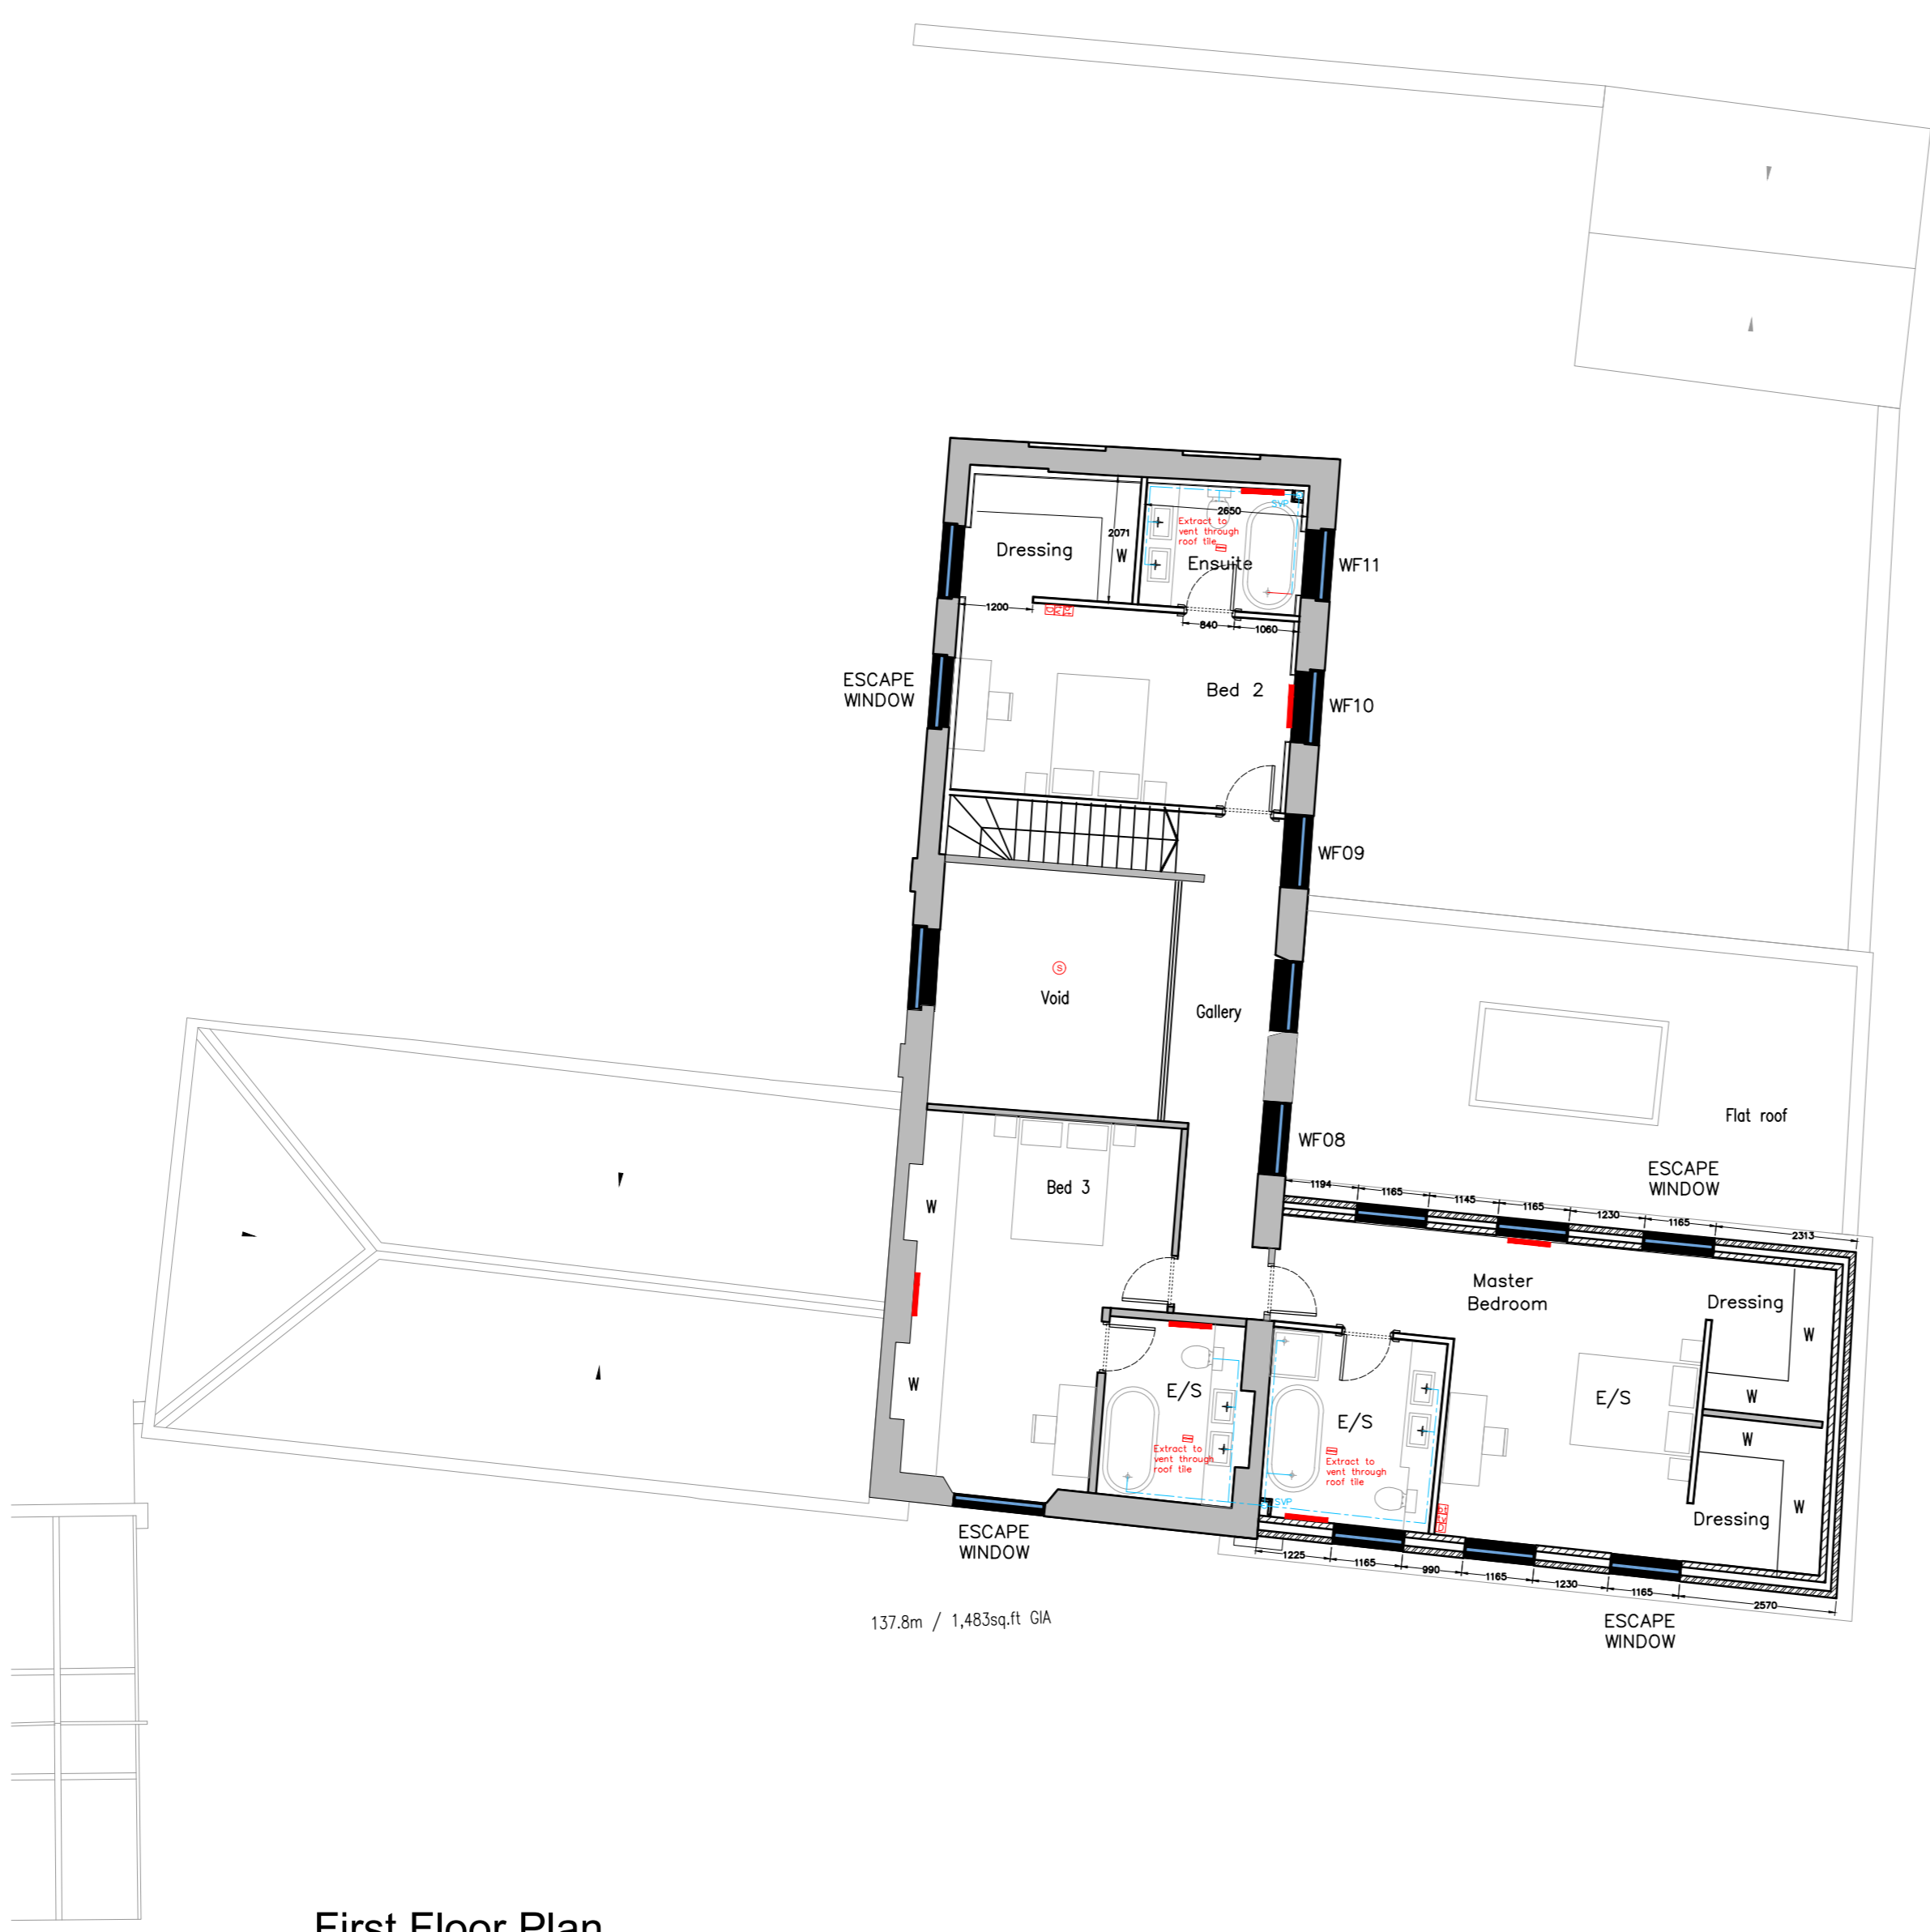 SVP
2650
Extract to
vent through
roof tile
2071
Dressing
W
Ensuite
WF11
1200
840
1060
ESCAPE
WINDOW
Bed 2
WF10
WF09
S
Void
Gallery
Flat roof
WF08
ESCAPE
WINDOW
1194
1165
1145
1165
1230
1165
2313
Bed 3
W
Master
Bedroom
Dressing
W
W
E/S
E/S
E/S
W
W
Extract to
vent through
roof tile
Extract to
vent through
roof tile
SVP
Dressing
W
ESCAPE
WINDOW
1225
1165
990
1165
1230
1165
2570
ESCAPE
WINDOW
137.8m / 1,483sq.ft GIA
First Floor Plan